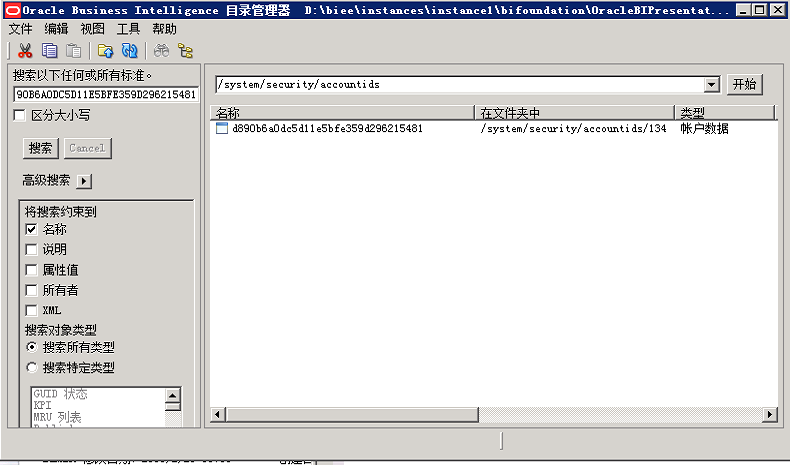 Oracle Business Intelligence 目录管理器 D:\biee\instances\instance1\bifoundation\OracleBIPresentat...
文件 编辑 视图 工具 帮助
搜索以下任何或所有标准。
90B6A0DC5D11E5BFE359D296215481
区分大小写
搜索 Cancel
高级搜索
将搜索约束到
名称
说明
属性值
所有者
XML
搜索对象类型
搜索所有类型
搜索特定类型
GUID 状态
KPI
MRU 列表
/system/security/accountids 开始
名称 在文件夹中 类型
d890b6a0dc5d11e5bfe359d296215481 /system/security/accountids/134 帐户数据